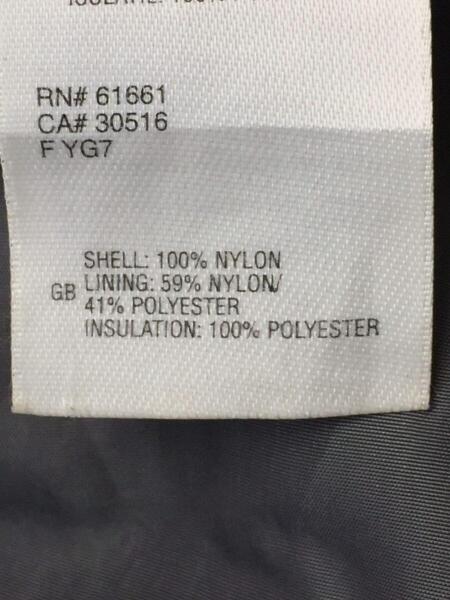 RN# 61661
CA# 30516
F YG7
SHELL: 100% NYLON
GB LINING: 59% NYLON/
41% POLYESTER
INSULATION: 100% POLYESTER